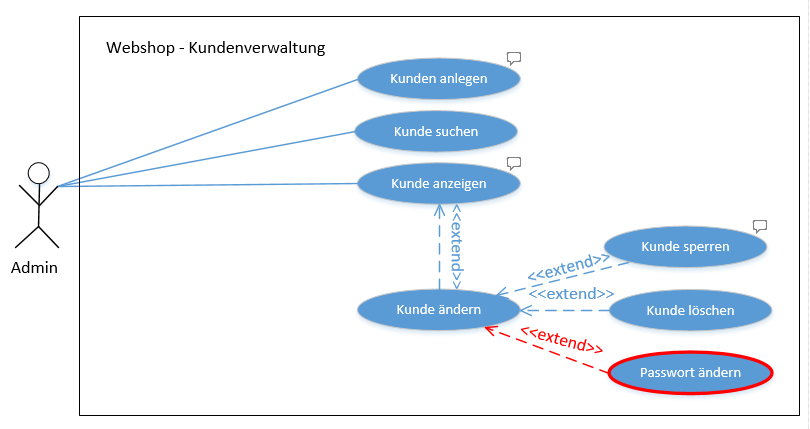 Webshop - Kundenverwaltung
Kunden anlegen
Kunde suchen
Kunde anzeigen
Admin
<<extend>>
Kunde sperren
<<extend>>
<<extend>>
Kunde ändern
Kunde löschen
<<extend>>
Passwort ändern